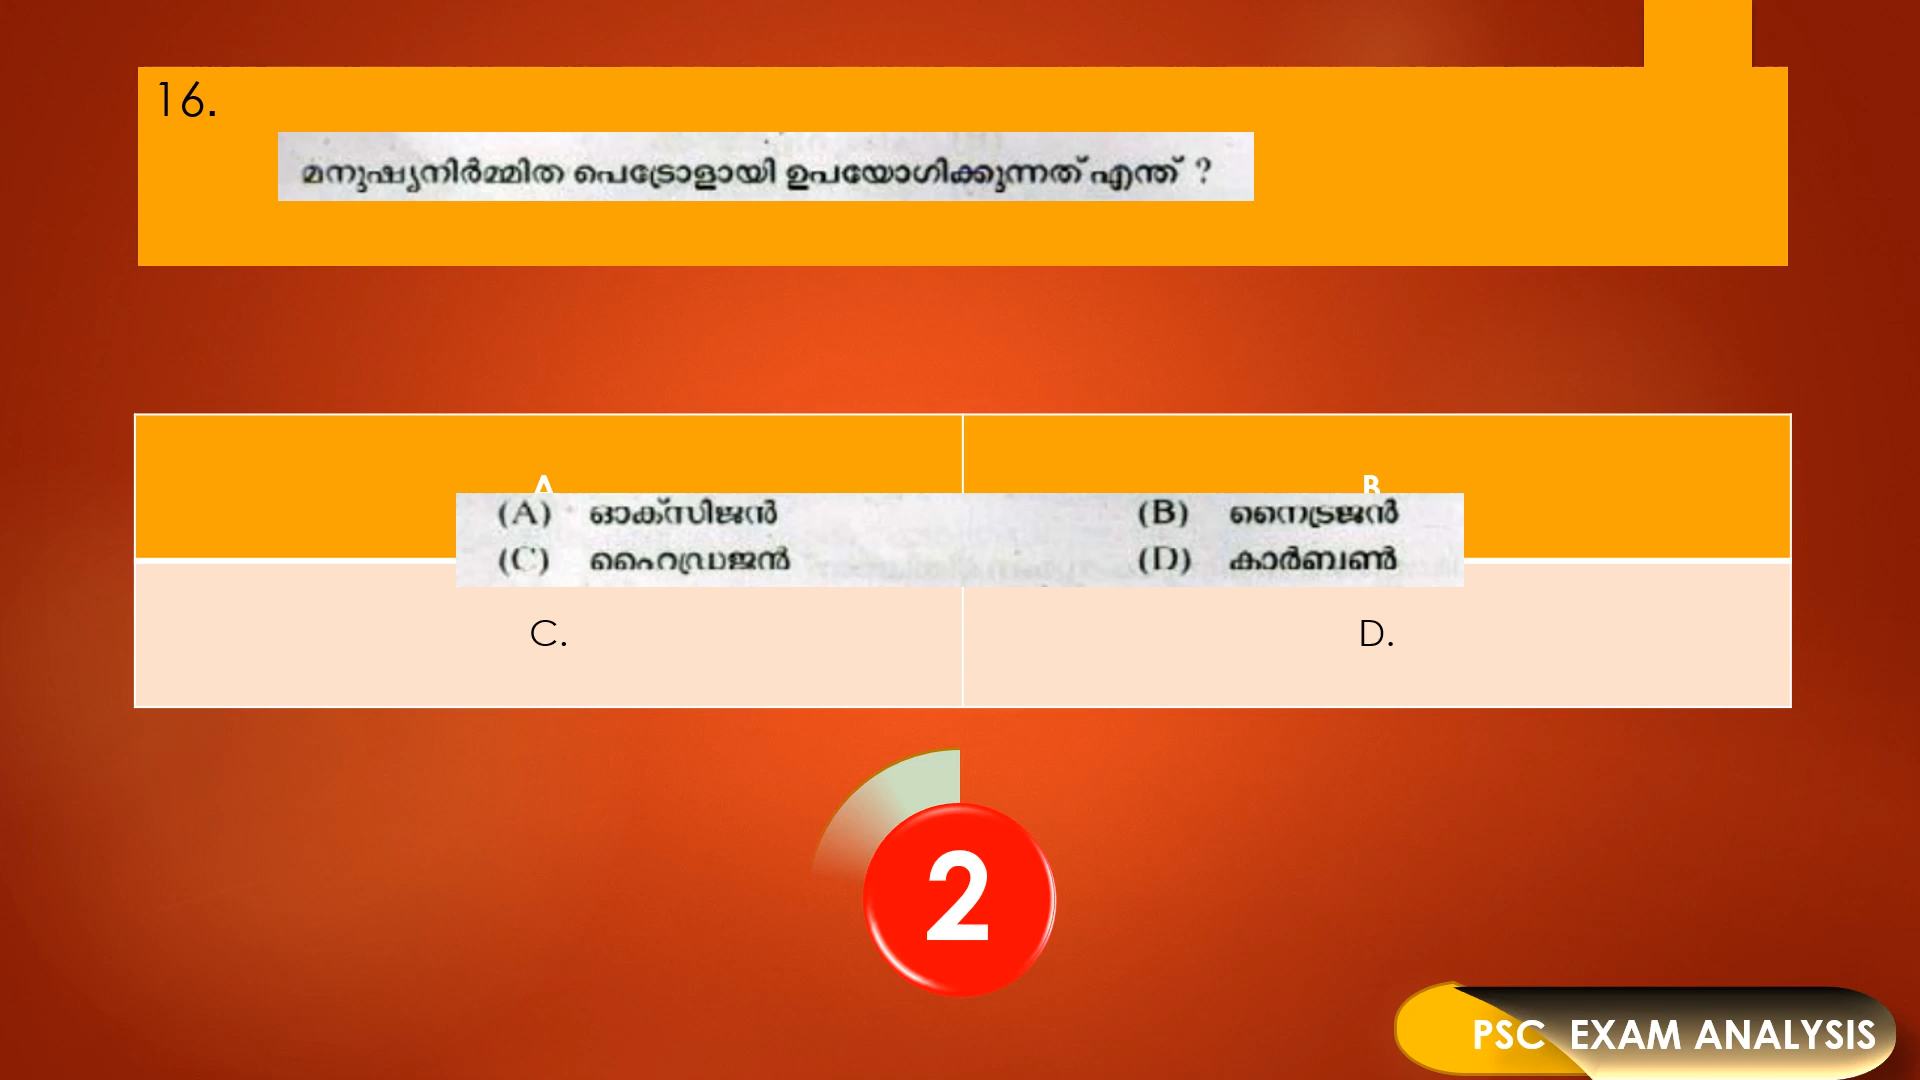 16.
മനുഷ്യനിർമ്മിത പെട്രോളായി ഉപയോഗിക്കുന്നത് എന്ത് ?
A
B
(A) ഓക്സിജൻ (B) നൈട്രജൻ
(C) ഹൈഡ്രജൻ (D) കാർബൺ
C.
D.
2
PSC EXAM ANALYSIS